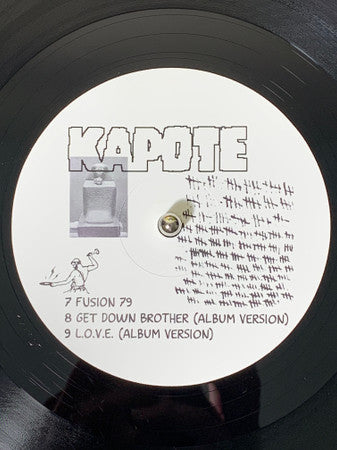 KAPOTE
7 FUSION 79
8 GET DOWN BROTHER (ALBUM VERSION)
9 L.O.V.E. (ALBUM VERSION)